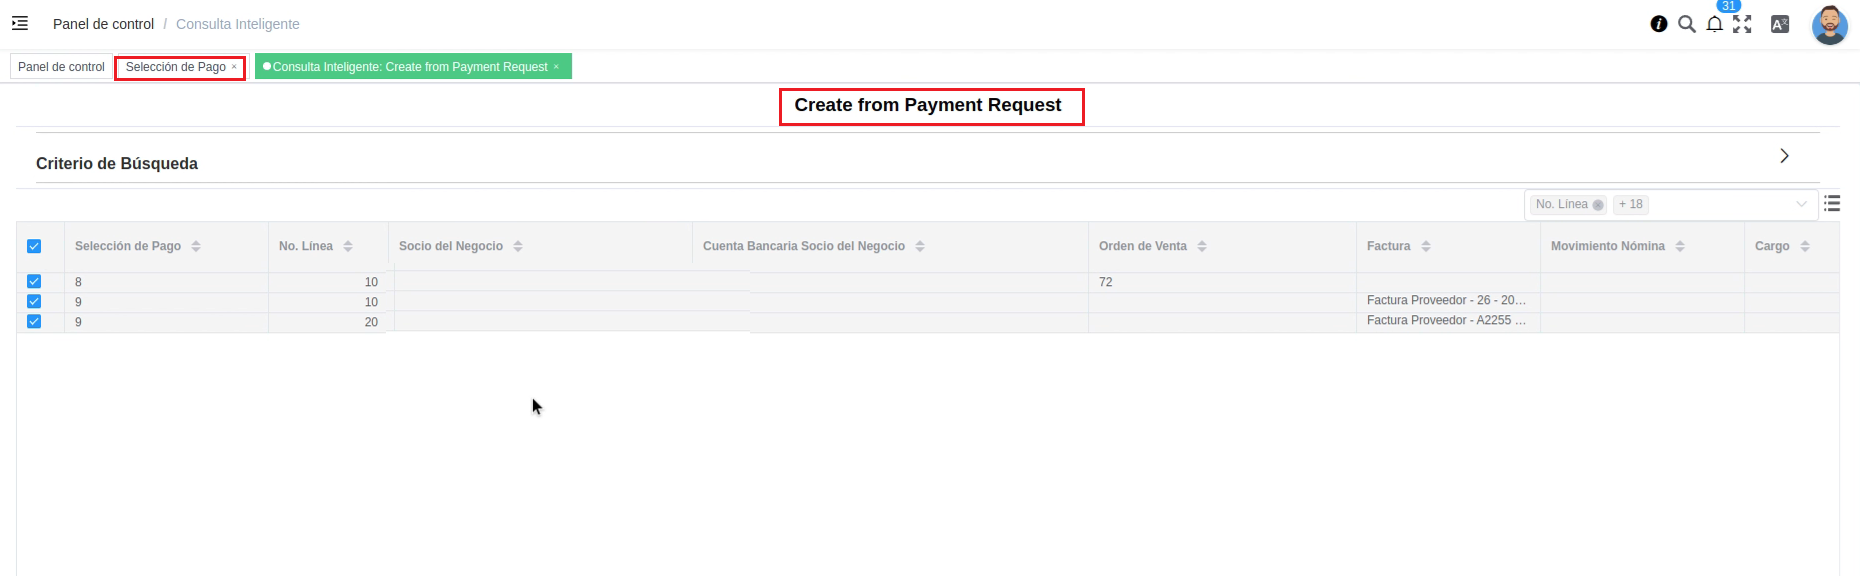 Panel de control / Consulta Inteligente
31
Panel de control
Selección de Pago ×
Consulta Inteligente: Create from Payment Request ×
Create from Payment Request
Criterio de Búsqueda
No. Línea + 18
Selección de Pago No. Línea Socio del Negocio Cuenta Bancaria Socio del Negocio Orden de Venta Factura Movimiento Nómina Cargo
8 10 72
9 10 Factura Proveedor - 26 - 20...
9 20 Factura Proveedor - A2255 ...